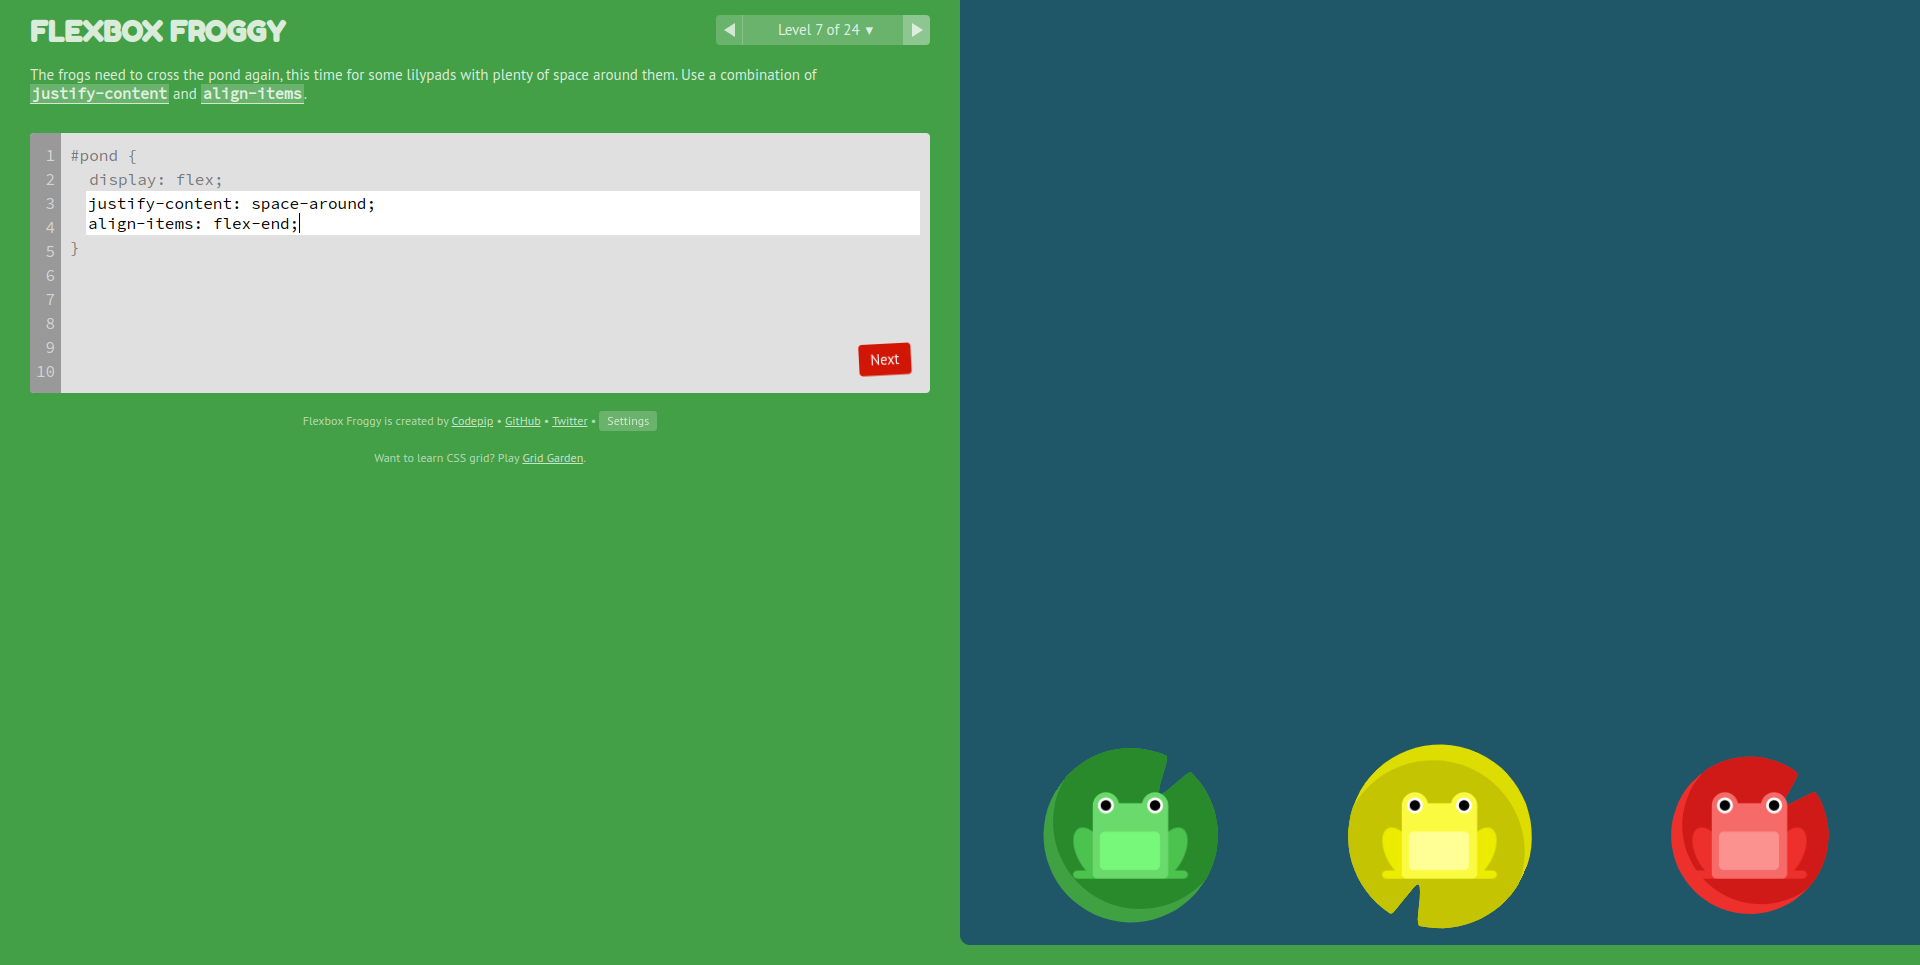 FLEXBOX FROGGY
◀ Level 7 of 24 ▾ ▶
The frogs need to cross the pond again, this time for some lilypads with plenty of space around them. Use a combination of
justify-content and align-items.
1 #pond {
2 display: flex;
3 justify-content: space-around;
4 align-items: flex-end;
5 }
6
7
8
9
10
Next
Flexbox Froggy is created by Codepip • GitHub • Twitter • Settings
Want to learn CSS grid? Play Grid Garden.